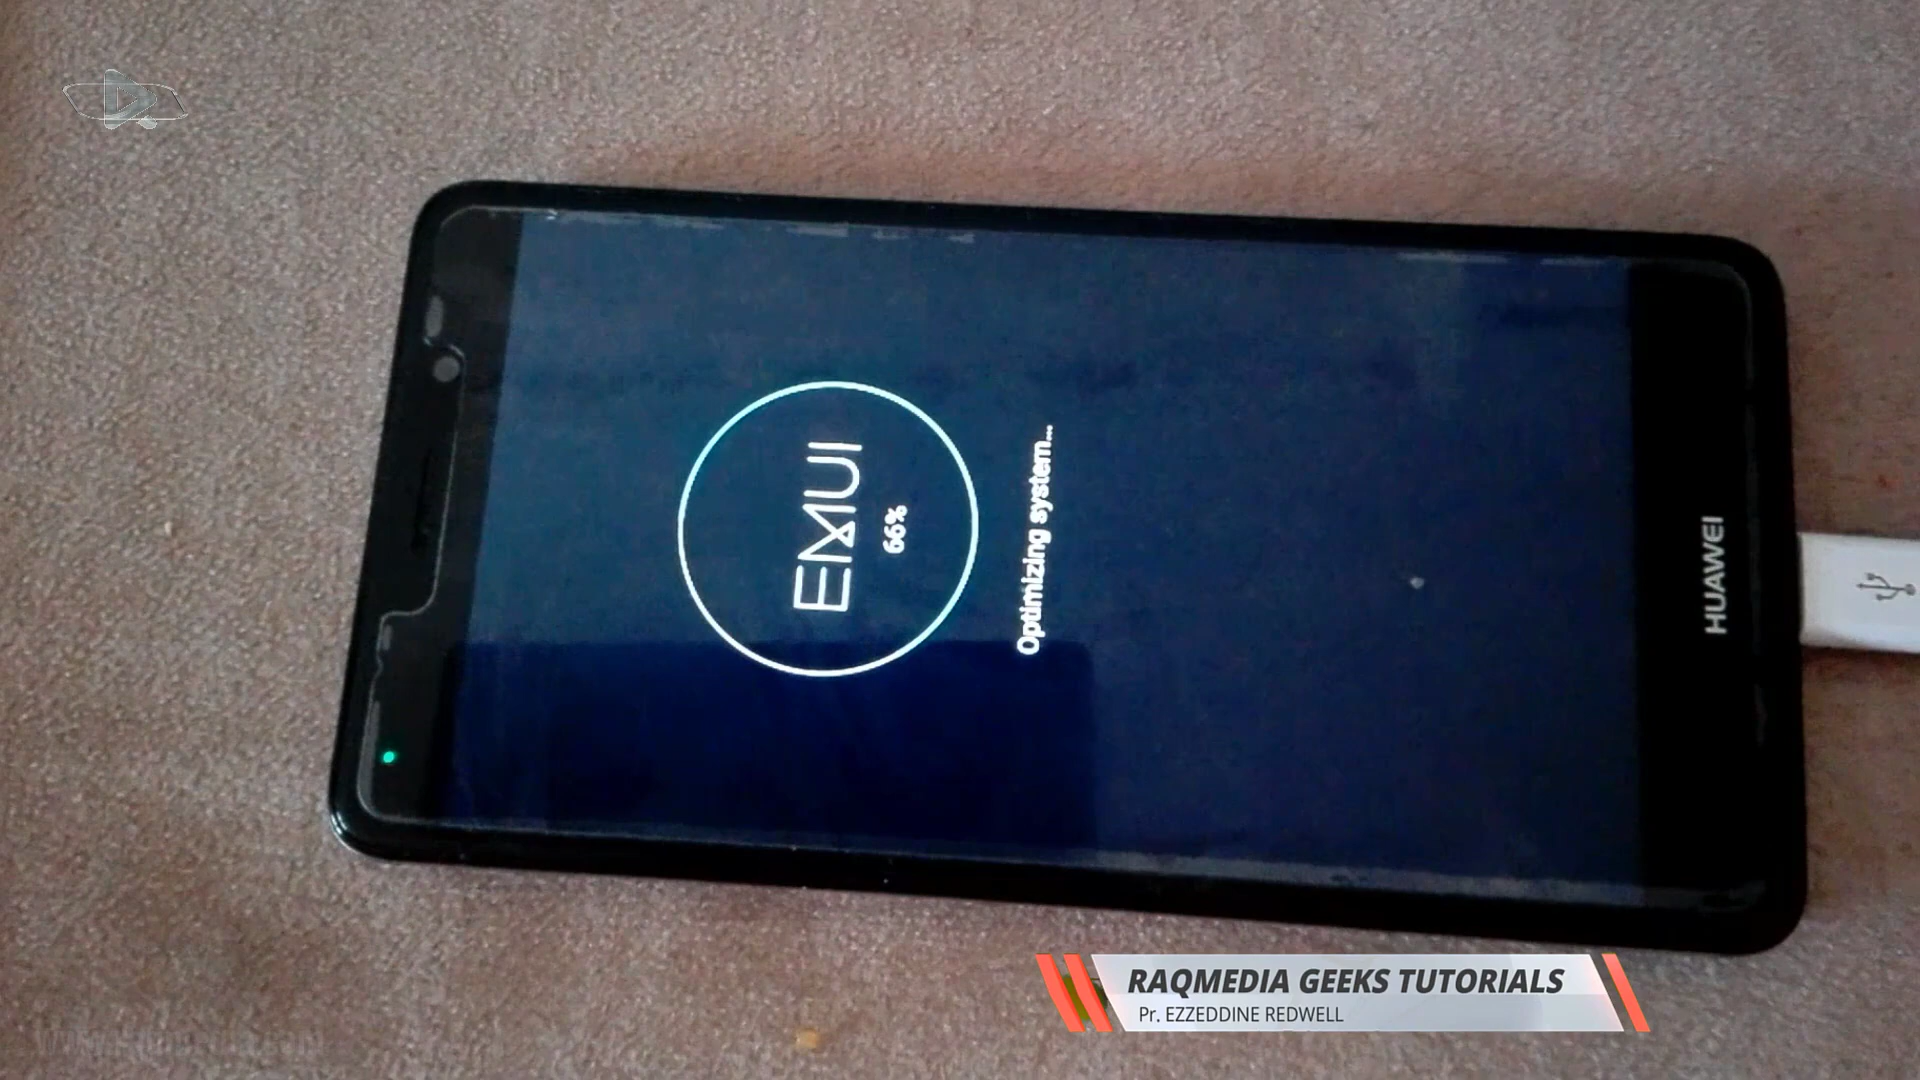 EMUI
66%
Optimizing system...
HUAWEI
RAQMEDIA GEEKS TUTORIALS
Pr. EZZEDDINE REDWELL